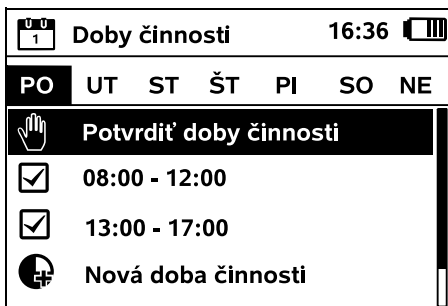 1 Doby činnosti 16:36
PO UT ST ŠT PI SO NE
Potvrdiť doby činnosti
08:00 - 12:00
13:00 - 17:00
Nová doba činnosti